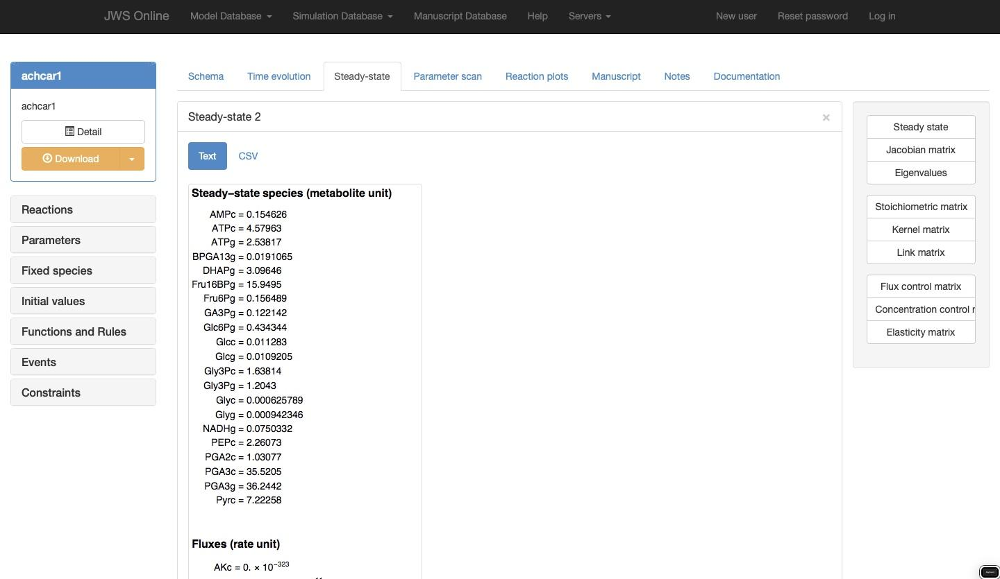 JWS Online Model Database Simulation Database Manuscript Database Help Servers New user Reset password Log in
achcar1
achcar1
Detail
Download
Reactions
Parameters
Fixed species
Initial values
Functions and Rules
Events
Constraints
Schema Time evolution Steady-state Parameter scan Reaction plots Manuscript Notes Documentation
Steady-state 2 ×
Text CSV
Steady–state species (metabolite unit)
AMPc = 0.154626
ATPc = 4.57963
ATPg = 2.53817
BPGA13g = 0.0191065
DHAPg = 3.09646
Fru16BPg = 15.9495
Fru6Pg = 0.156489
GA3Pg = 0.122142
Glc6Pg = 0.434344
Glcc = 0.011283
Glcg = 0.0109205
Gly3Pc = 1.63814
Gly3Pg = 1.2043
Glyc = 0.000625789
Glyg = 0.000942346
NADHg = 0.0750332
PEPc = 2.26073
PGA2c = 1.03077
PGA3c = 35.5205
PGA3g = 36.2442
Pyrc = 7.22258
Fluxes (rate unit)
AKc = 0. × 10⁻³²³
Steady state
Jacobian matrix
Eigenvalues
Stoichiometric matrix
Kernel matrix
Link matrix
Flux control matrix
Concentration control
Elasticity matrix